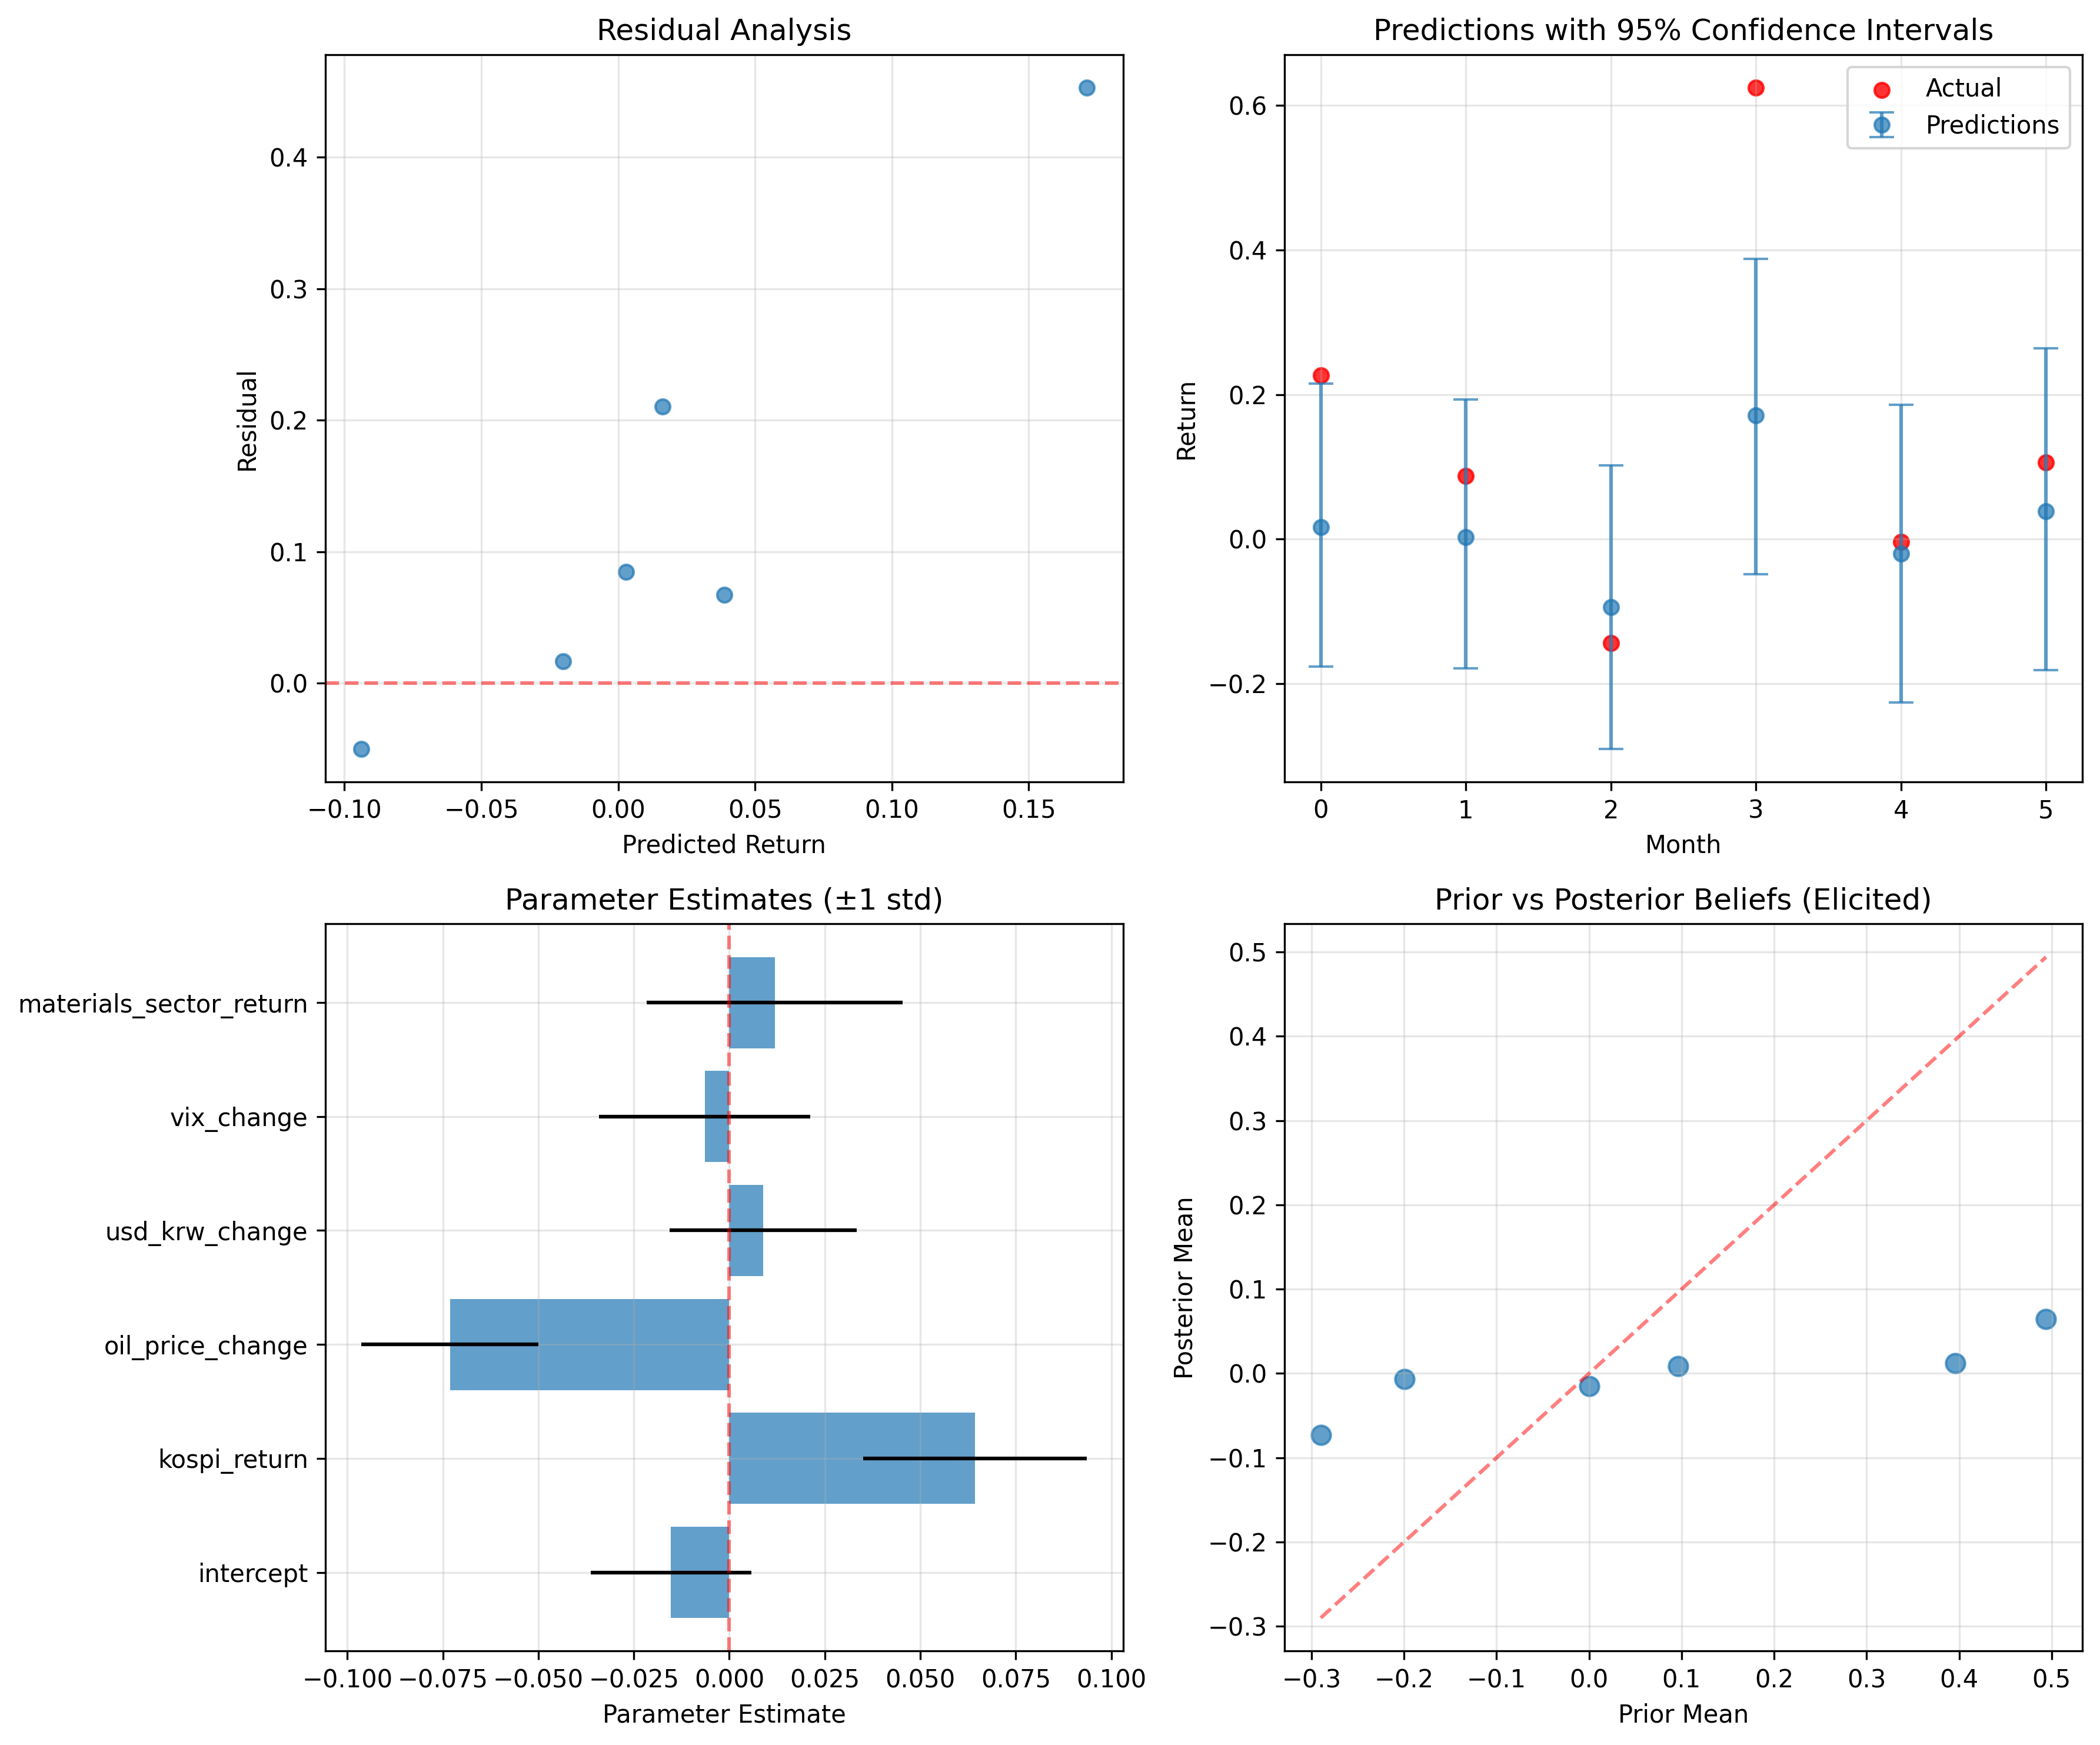 Residual Analysis
0.4
0.3
0.2
0.1
0.0
Residual
−0.10
−0.05
0.00
0.05
0.10
0.15
Predicted Return
Predictions with 95% Confidence Intervals
Actual
Predictions
0.6
0.4
0.2
0.0
−0.2
Return
0
1
2
3
4
5
Month
Parameter Estimates (±1 std)
materials_sector_return
vix_change
usd_krw_change
oil_price_change
kospi_return
intercept
−0.100
−0.075
−0.050
−0.025
0.000
0.025
0.050
0.075
0.100
Parameter Estimate
Prior vs Posterior Beliefs (Elicited)
0.5
0.4
0.3
0.2
0.1
0.0
−0.1
−0.2
−0.3
Posterior Mean
−0.3
−0.2
−0.1
0.0
0.1
0.2
0.3
0.4
0.5
Prior Mean